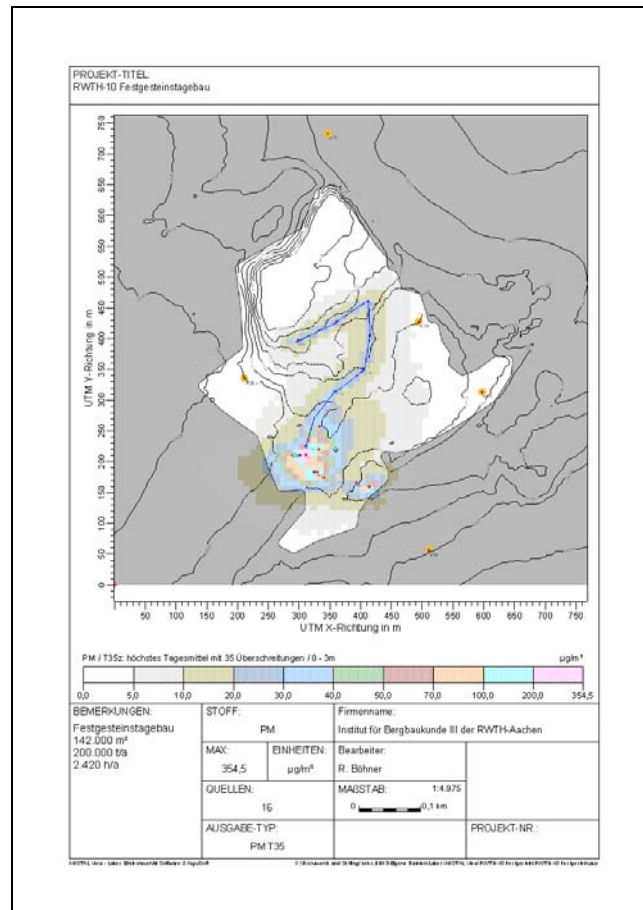 PROJEKT-TITEL:
RWTH-10 Festgesteinstagebau
UTM Y-Richtung in m
750
700
650
600
550
500
450
400
350
300
250
200
150
100
50
0
50 100 150 200 250 300 350 400 450 500 550 600 650 700 750
UTM X-Richtung in m
PM / T35z: höchstes Tagesmittel mit 35 Überschreitungen / 0 - 3m µg/m³
0,0 5,0 10,0 20,0 30,0 40,0 50,0 70,0 100,0 200,0 354,5
BEMERKUNGEN:
Festgesteinstagebau
142.000 m²
200.000 t/a
2.420 h/a
STOFF:
PM
Firmenname:
Institut für Bergbaukunde III der RWTH-Aachen
MAX:
354,5
EINHEITEN:
µg/m³
Bearbeiter:
R. Böhner
QUELLEN:
16
MAßSTAB: 1:4.975
0 0,1 km
AUSGABE-TYP:
PM T35
PROJEKT-NR.: